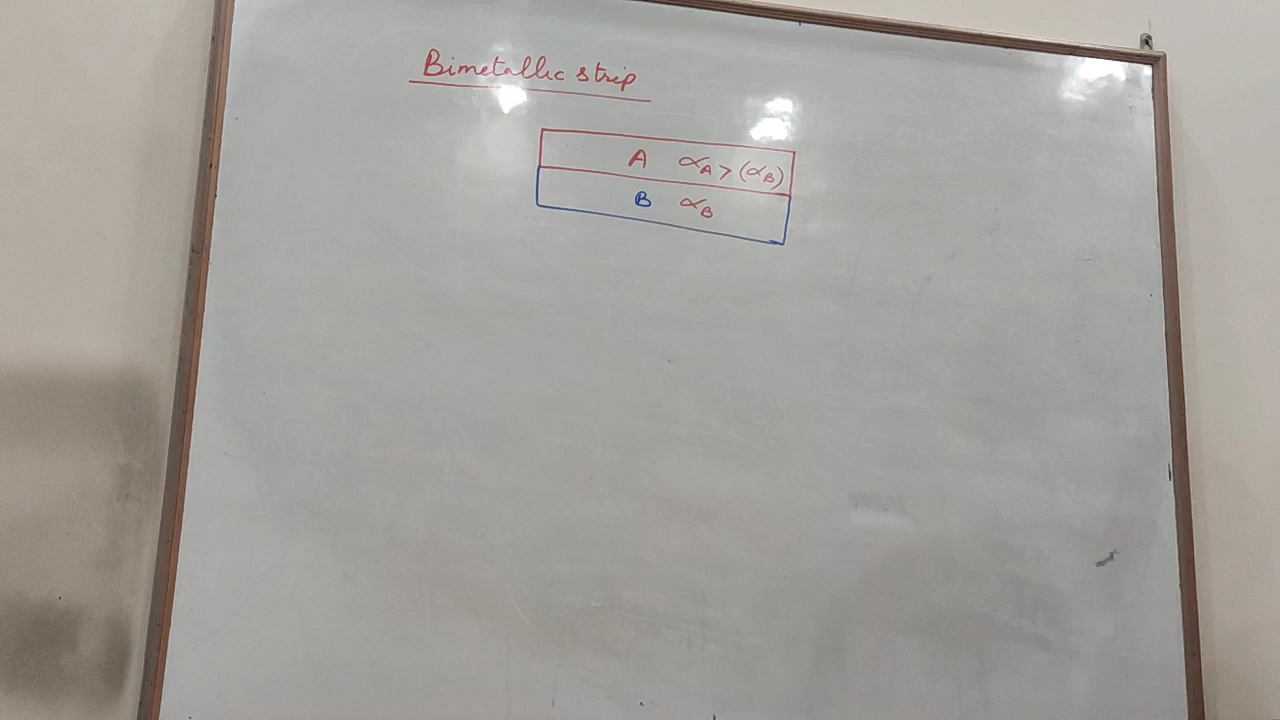 Bimetallic strip
A α_A > (α_B)
B α_B